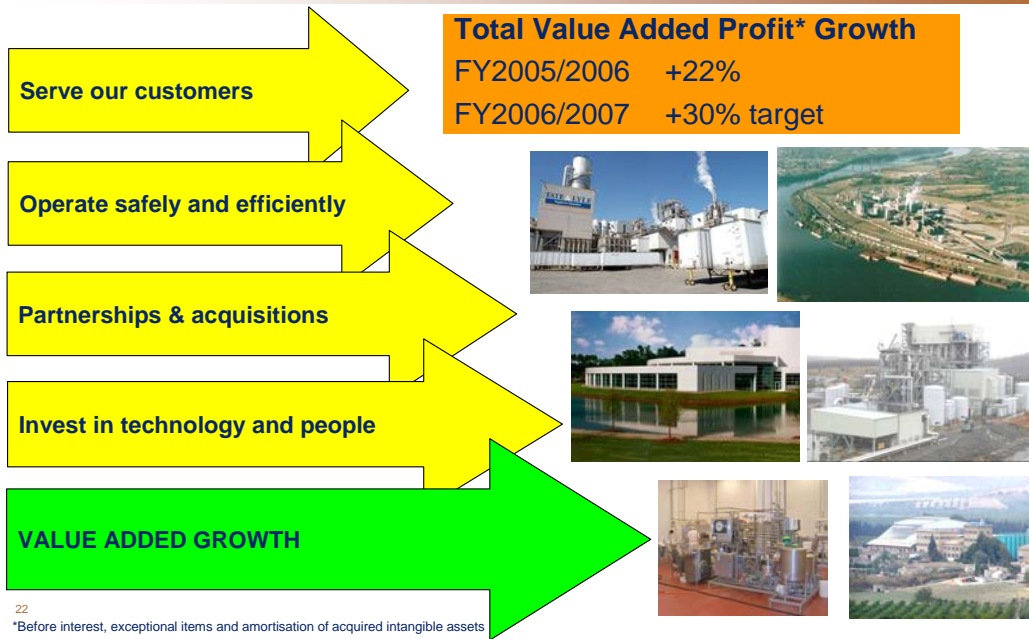 Total Value Added Profit* Growth
FY2005/2006 +22%
FY2006/2007 +30% target
Serve our customers
Operate safely and efficiently
TATE & LYLE
Partnerships & acquisitions
Invest in technology and people
VALUE ADDED GROWTH
22
*Before interest, exceptional items and amortisation of acquired intangible assets